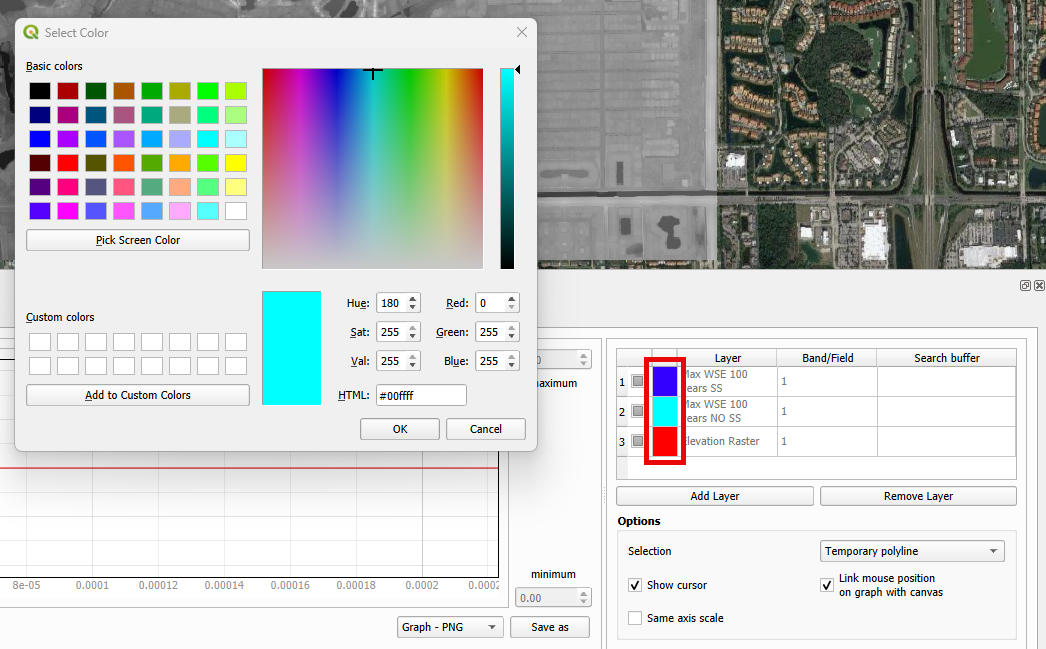 Select Color
Basic colors
Pick Screen Color
Custom colors
Add to Custom Colors
Hue: 180
Red: 0
Sat: 255
Green: 255
Val: 255
Blue: 255
HTML: #00ffff
OK
Cancel
8e-05
0.0001
0.00012
0.00014
0.00016
0.00018
0.0002
0.0002
0
aximum
minimum
0.00
Graph - PNG
Save as
Layer
Band/Field
Search buffer
1
Max WSE 100
ears SS
1
2
Max WSE 100
ears NO SS
1
3
Elevation Raster
1
Add Layer
Remove Layer
Options
Selection
Temporary polyline
Show cursor
Link mouse position
on graph with canvas
Same axis scale